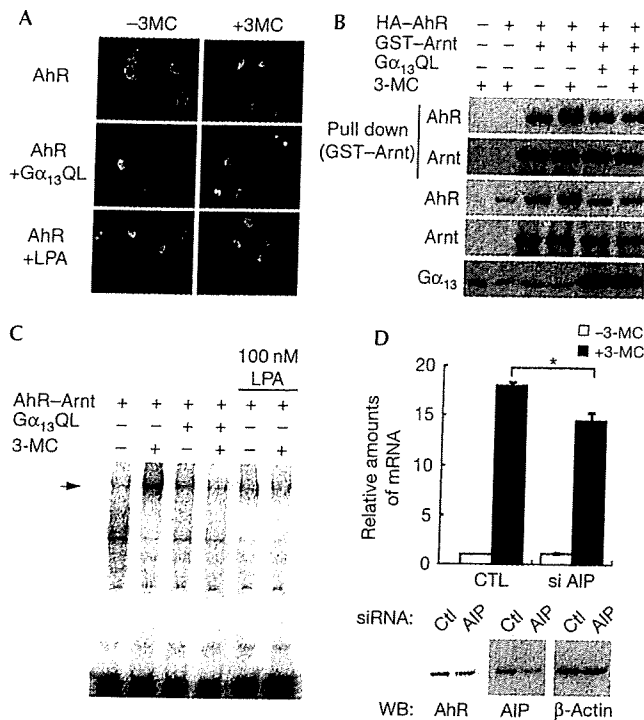 A
−3MC +3MC
AhR
AhR
+Gα₁₃QL
AhR
+LPA
B
HA–AhR − + + + + +
GST–Arnt − − + + + +
Gα₁₃QL − − − − + +
3-MC + + − + − +
Pull down
(GST–Arnt)
AhR
Arnt
AhR
Arnt
Gα₁₃
C
100 nM
LPA
AhR–Arnt + + + + + +
Gα₁₃QL − − + + − −
3-MC − + − + − +
D
−3-MC
+3-MC
*
Relative amounts
of mRNA
20
15
10
5
0
CTL si AIP
siRNA: Ctl AIP Ctl AIP Ctl AIP
WB: AhR AIP β-Actin